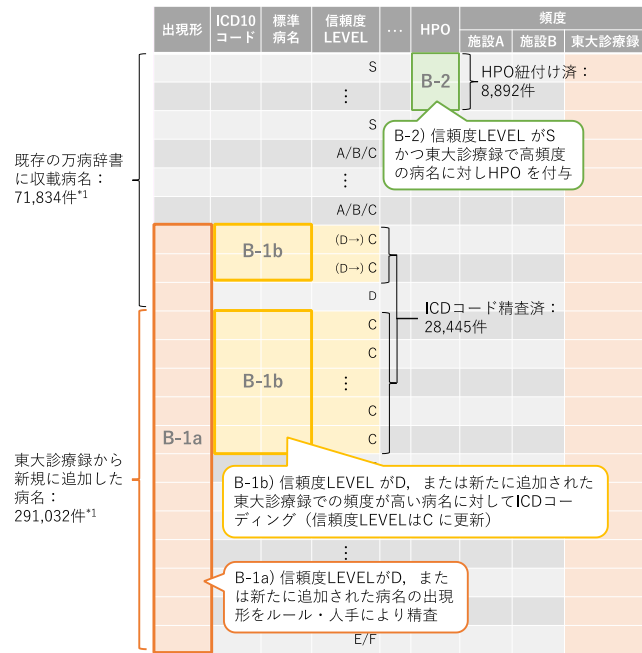 出現形
ICD10
コード
標準
病名
信頼度
LEVEL
…
HPO
頻度
施設A
施設B
東大診療録
S
⋮
S
A/B/C
⋮
A/B/C
(D→) C
(D→) C
D
C
C
⋮
C
C
⋮
E/F
B-2
HPO紐付け済：
8,892件
B-2) 信頼度LEVEL がS
かつ東大診療録で高頻度
の病名に対しHPO を付与
既存の万病辞書
に収載病名：
71,834件*1
B-1b
ICDコード精査済：
28,445件
B-1b
B-1a
東大診療録から
新規に追加した
病名：
291,032件*1
B-1b) 信頼度LEVEL がD，または新たに追加された
東大診療録での頻度が高い病名に対してICDコー
ディング（信頼度LEVELはC に更新）
B-1a) 信頼度LEVELがD，また
は新たに追加された病名の出現
形をルール・人手により精査